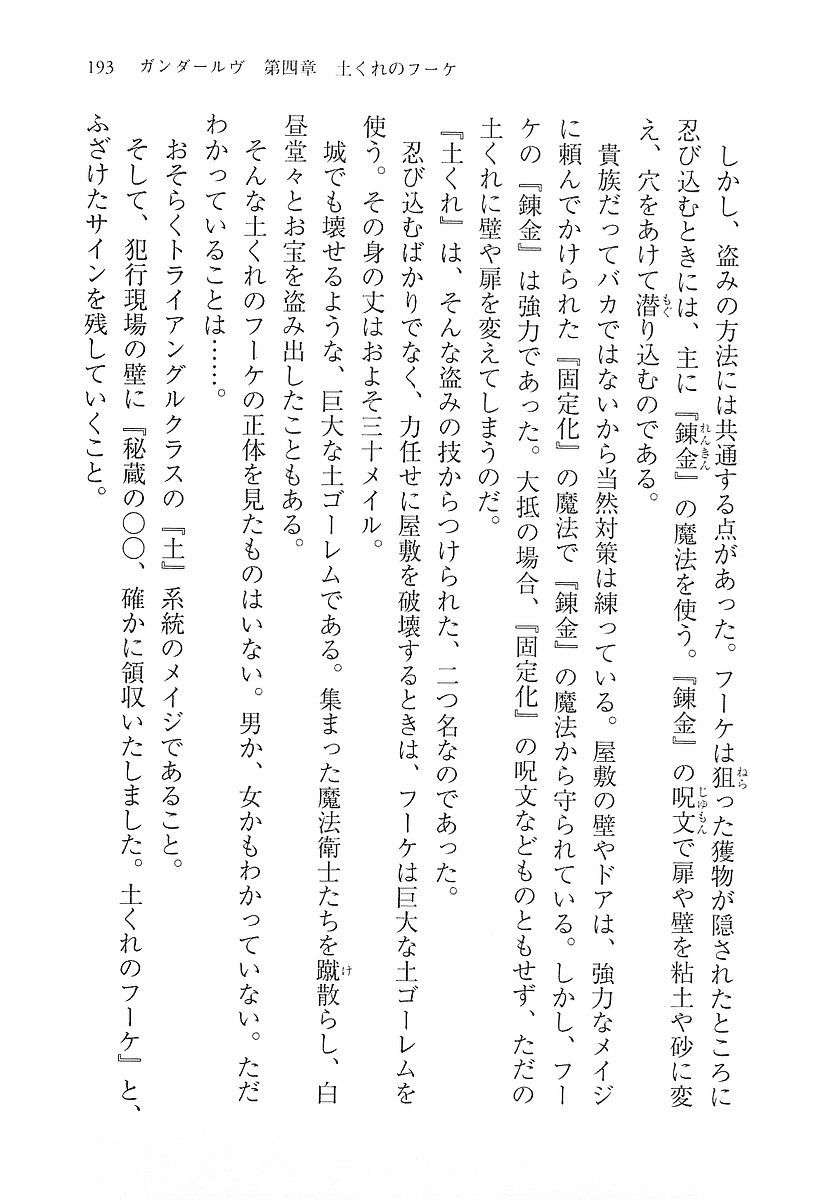 193　ガンダールヴ　第四章　土くれのフーケ
　しかし、盗みの方法には共通する点があった。フーケは狙った獲物が隠されたところに
忍び込むときには、主に『錬金』の魔法を使う。『錬金』の呪文で扉や壁を粘土や砂に変
え、穴をあけて潜り込むのである。
　貴族だってバカではないから当然対策は練っている。屋敷の壁やドアは、強力なメイジ
に頼んでかけられた『固定化』の魔法で『錬金』の魔法から守られている。しかし、フー
ケの『錬金』は強力であった。大抵の場合、『固定化』の呪文などものともせず、ただの
土くれに壁や扉を変えてしまうのだ。
『土くれ』は、そんな盗みの技からつけられた、二つ名なのであった。
　忍び込むばかりでなく、力任せに屋敷を破壊するときは、フーケは巨大な土ゴーレムを
使う。その身の丈はおよそ三十メイル。
　城でも壊せるような、巨大な土ゴーレムである。集まった魔法衛士たちを蹴散らし、白
昼堂々とお宝を盗み出したこともある。
　そんな土くれのフーケの正体を見たものはいない。男か、女かもわかっていない。ただ
わかっていることは……。
　おそらくトライアングルクラスの『土』系統のメイジであること。
　そして、犯行現場の壁に『秘蔵の〇〇、確かに領収いたしました。土くれのフーケ』と、
ふざけたサインを残していくこと。